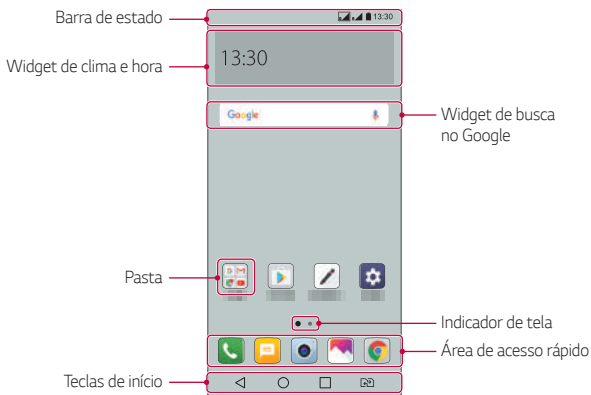 Barra de estado
13:30
Widget de clima e hora
13:30
Google
Widget de busca
no Google
Pasta
Indicador de tela
Área de acesso rápido
Teclas de início